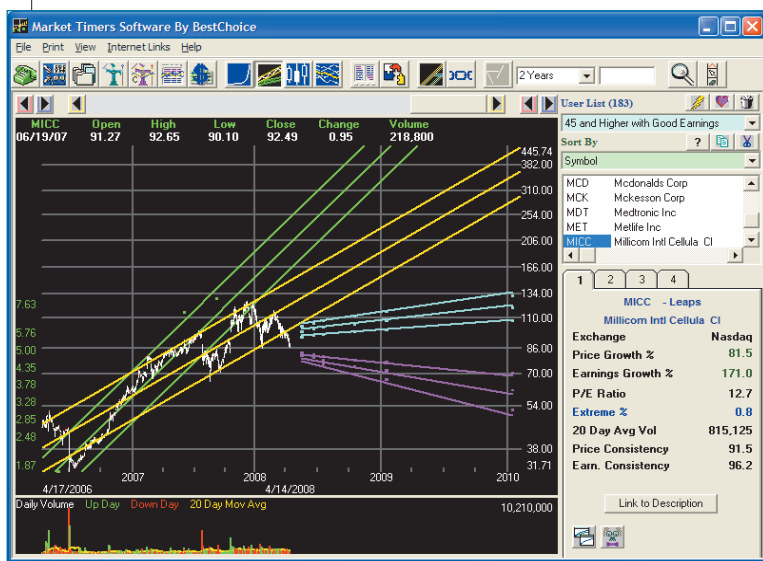 Market Timers Software By BestChoice
File Print View Internet Links Help
2 Years
User List (183)
45 and Higher with Good Earnings
Sort By
?
Symbol
MCD Mcdonalds Corp
MCK Mckesson Corp
MDT Medtronic Inc
MET Metlife Inc
MICC Millicom Intl Cellula Cl
MICC Open High Low Close Change Volume
06/19/07 91.27 92.65 90.10 92.49 0.95 218,800
445.74
382.00
310.00
254.00
206.00
166.00
134.00
110.00
86.00
70.00
54.00
38.00
31.71
7.63
5.76
5.00
4.35
3.78
3.28
2.85
2.48
1.87
2007 2008 2009 2010
4/17/2006 4/14/2008
Daily Volume Up Day Down Day 20 Day Mov Avg 10,210,000
1 2 3 4
MICC - Leaps
Millicom Intl Cellula Cl
Exchange Nasdaq
Price Growth % 81.5
Earnings Growth % 171.0
P/E Ratio 12.7
Extreme % 0.8
20 Day Avg Vol 815,125
Price Consistency 91.5
Earn. Consistency 96.2
Link to Description